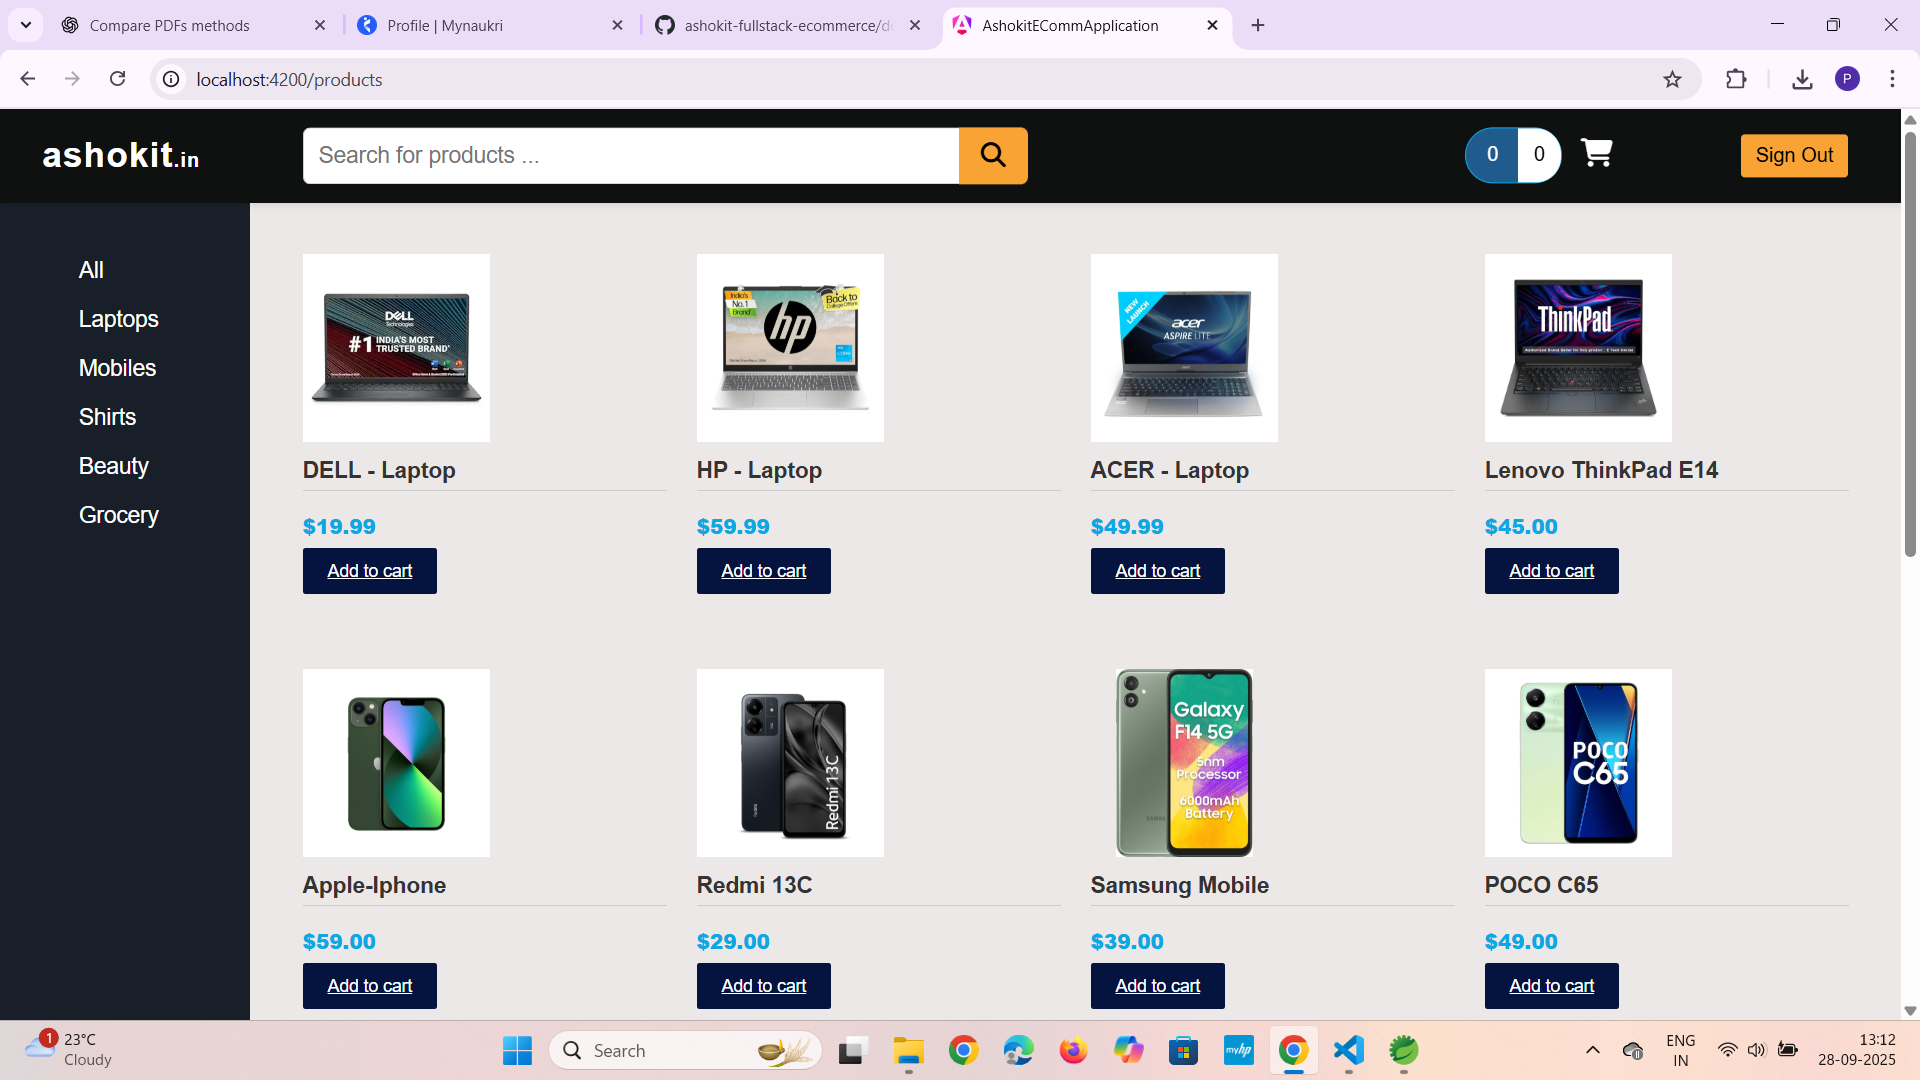 Compare PDFs methods
Profile | Mynaukri
ashokit-fullstack-ecommerce/d
AshokitECommApplication
localhost:4200/products
P
ashokit.in
Search for products ...
0 0
Sign Out
All
Laptops
Mobiles
Shirts
Beauty
Grocery
DELL
Technologies
#1 INDIA'S MOST
TRUSTED BRAND*
India's
No.1
Brand
Back to
College Offers
hp
NEW
LAUNCH
acer
ASPIRE LITE
ThinkPad
DELL - Laptop
HP - Laptop
ACER - Laptop
Lenovo ThinkPad E14
$19.99
$59.99
$49.99
$45.00
Add to cart
Add to cart
Add to cart
Add to cart
Redmi 13C
Galaxy
F14 5G
5nm
Processor
6000mAh
Battery
POCO
C65
Apple-Iphone
Redmi 13C
Samsung Mobile
POCO C65
$59.00
$29.00
$39.00
$49.00
Add to cart
Add to cart
Add to cart
Add to cart
1
23°C
Cloudy
Search
myhp
ENG
IN
13:12
28-09-2025